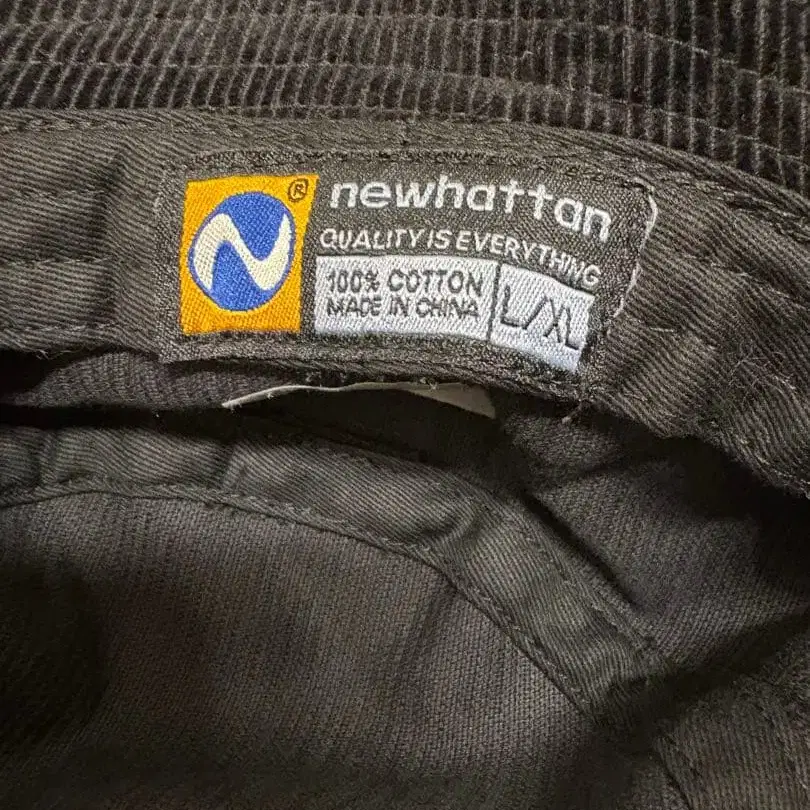 ®
newhattan
QUALITY IS EVERYTHING
100% COTTON
MADE IN CHINA
L/XL